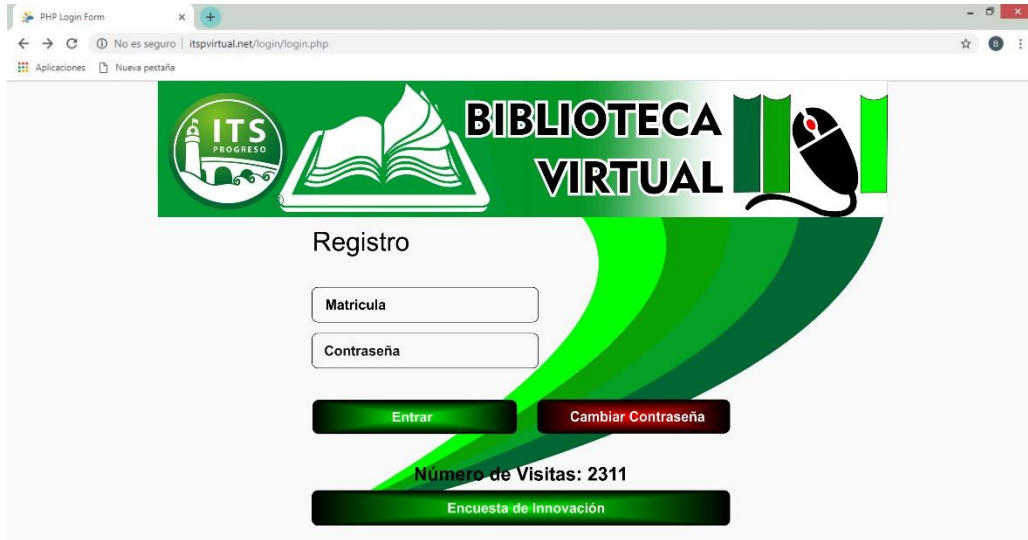 PHP Login Form
No es seguro | itspvirtual.net/login/login.php
B
Aplicaciones Nueva pestaña
ITS
PROGRESO
BIBLIOTECA
VIRTUAL
Registro
Matricula
Contraseña
Entrar Cambiar Contraseña
Número de Visitas: 2311
Encuesta de Innovación